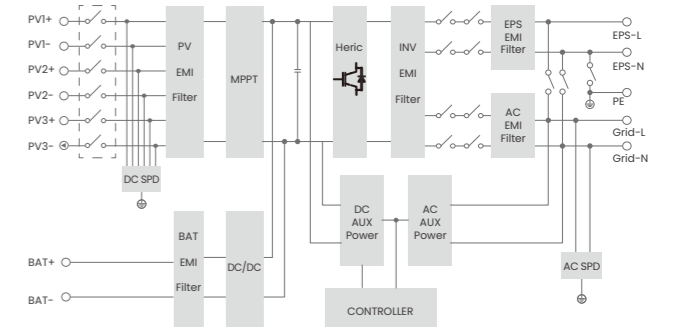 PV1+
PV1-
PV2+
PV2-
PV3+
PV3-
PV
EMI
Filter
MPPT
Heric
INV
EMI
Filter
EPS
EMI
Filter
AC
EMI
Filter
EPS-L
EPS-N
PE
Grid-L
Grid-N
DC SPD
BAT+
BAT-
BAT
EMI
Filter
DC/DC
DC
AUX
Power
AC
AUX
Power
CONTROLLER
AC SPD